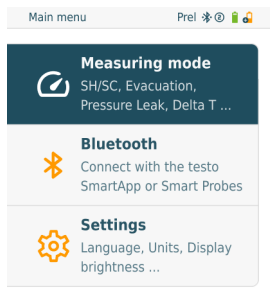 Main menu Prel 2
Measuring mode
SH/SC, Evacuation,
Pressure Leak, Delta T ...
Bluetooth
Connect with the testo
SmartApp or Smart Probes
Settings
Language, Units, Display
brightness ...